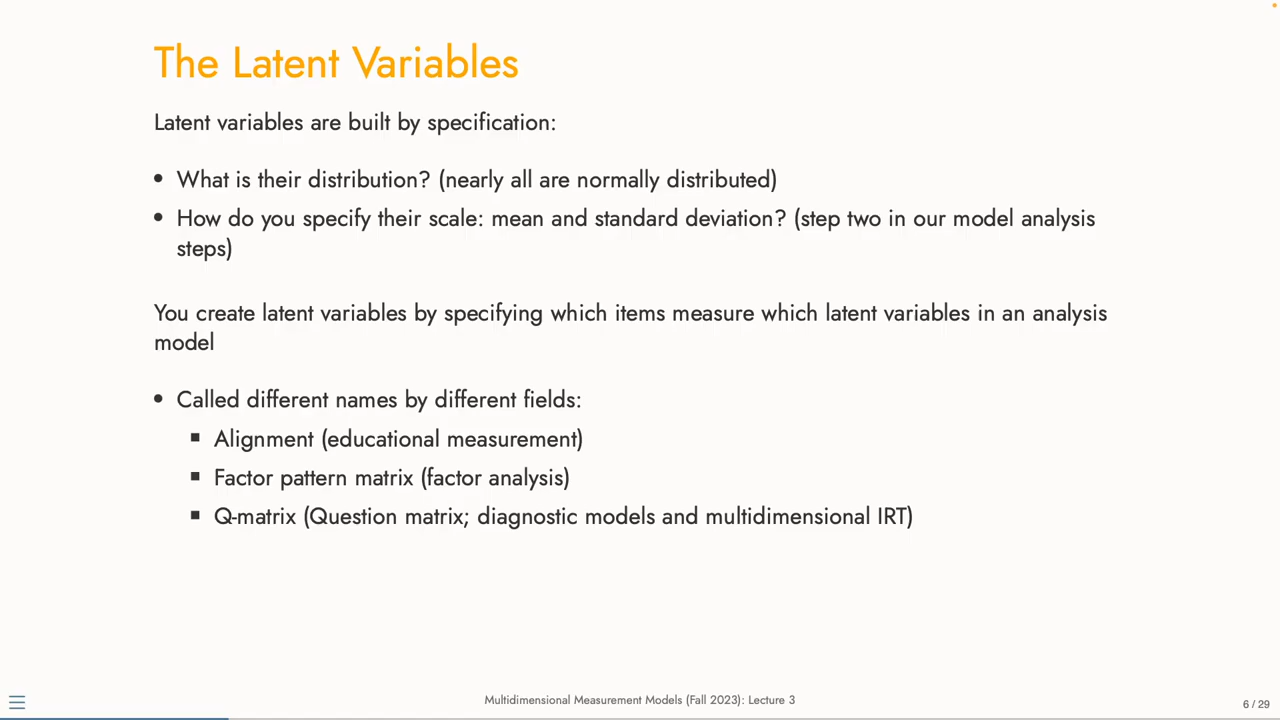 The Latent Variables
Latent variables are built by specification:
• What is their distribution? (nearly all are normally distributed)
• How do you specify their scale: mean and standard deviation? (step two in our model analysis
steps)
You create latent variables by specifying which items measure which latent variables in an analysis
model
• Called different names by different fields:
▪ Alignment (educational measurement)
▪ Factor pattern matrix (factor analysis)
▪ Q-matrix (Question matrix; diagnostic models and multidimensional IRT)
Multidimensional Measurement Models (Fall 2023): Lecture 3
6 / 29